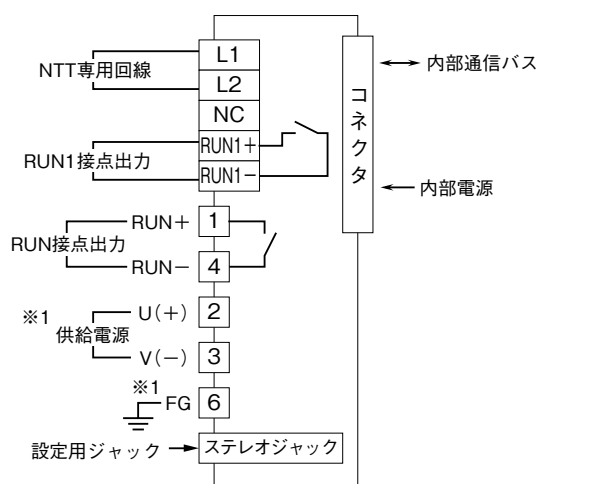 NTT専用回線
L1
L2
NC
RUN1接点出力
RUN1+
RUN1−
コネクタ
内部通信バス
内部電源
RUN接点出力
RUN+
1
RUN−
4
※1
供給電源
U(+)
2
V(−)
3
※1
FG
6
設定用ジャック
ステレオジャック